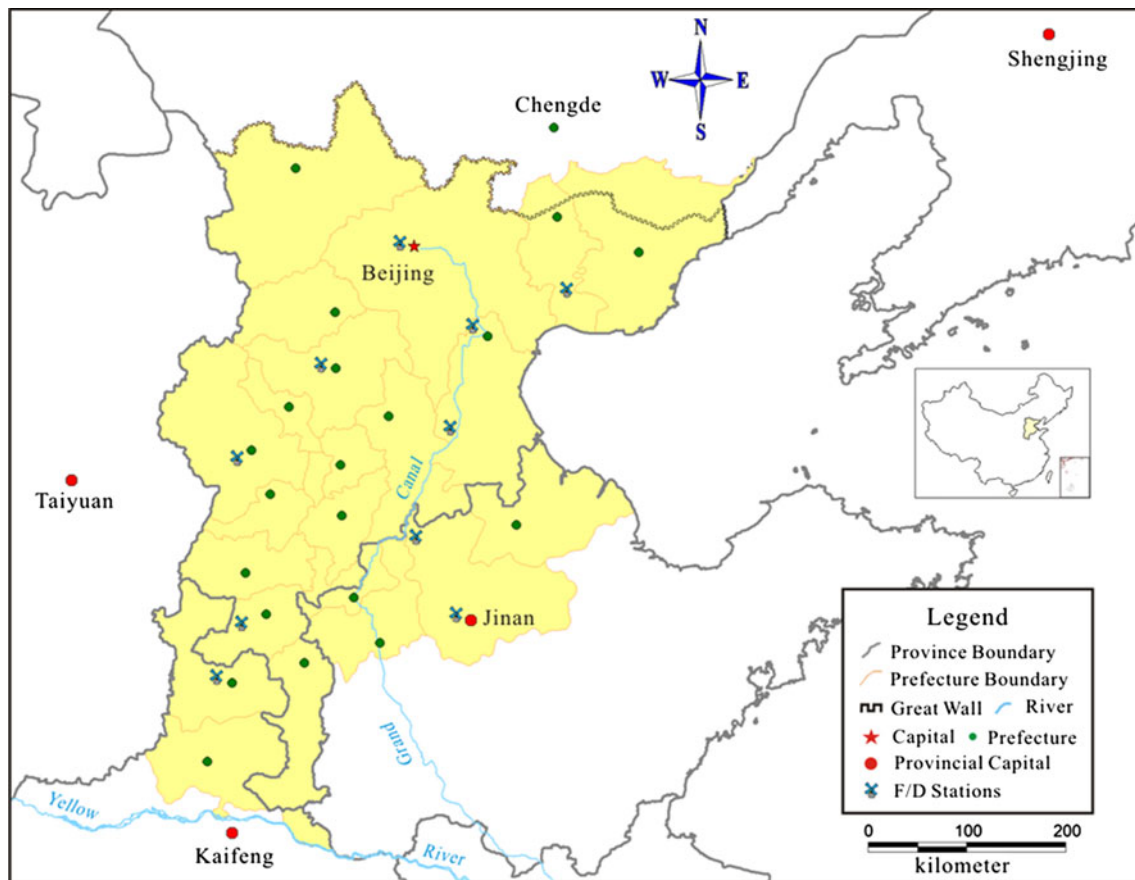 N
Shengjing
W
E
Chengde
S
Beijing
Canal
Taiyuan
Jinan
Grand
Yellow
River
Kaifeng
Legend
Province Boundary
Prefecture Boundary
Great Wall
River
Capital
Prefecture
Provincial Capital
F/D Stations
0
100
200
kilometer